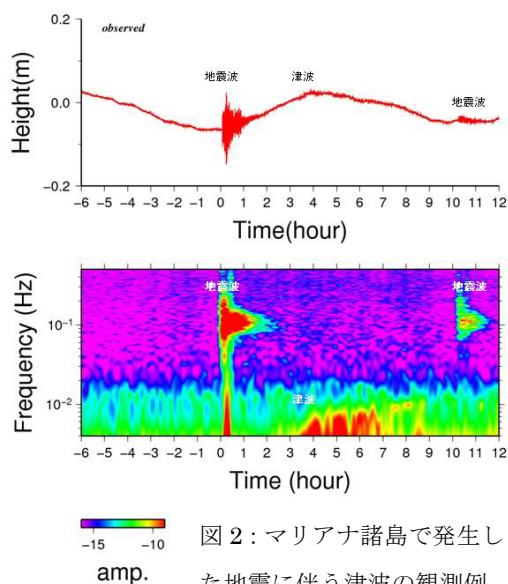 0.2
observed
地震波
津波
地震波
Height(m)
0.0
−0.2
−6 −5 −4 −3 −2 −1 0 1 2 3 4 5 6 7 8 9 10 11 12
Time(hour)
地震波
地震波
Frequency (Hz)
10⁻¹
10⁻²
津波
−6 −5 −4 −3 −2 −1 0 1 2 3 4 5 6 7 8 9 10 11 12
Time (hour)
−15 −10
amp.
図 2 : マリアナ諸島で発生し
た地震に伴う津波の観測例